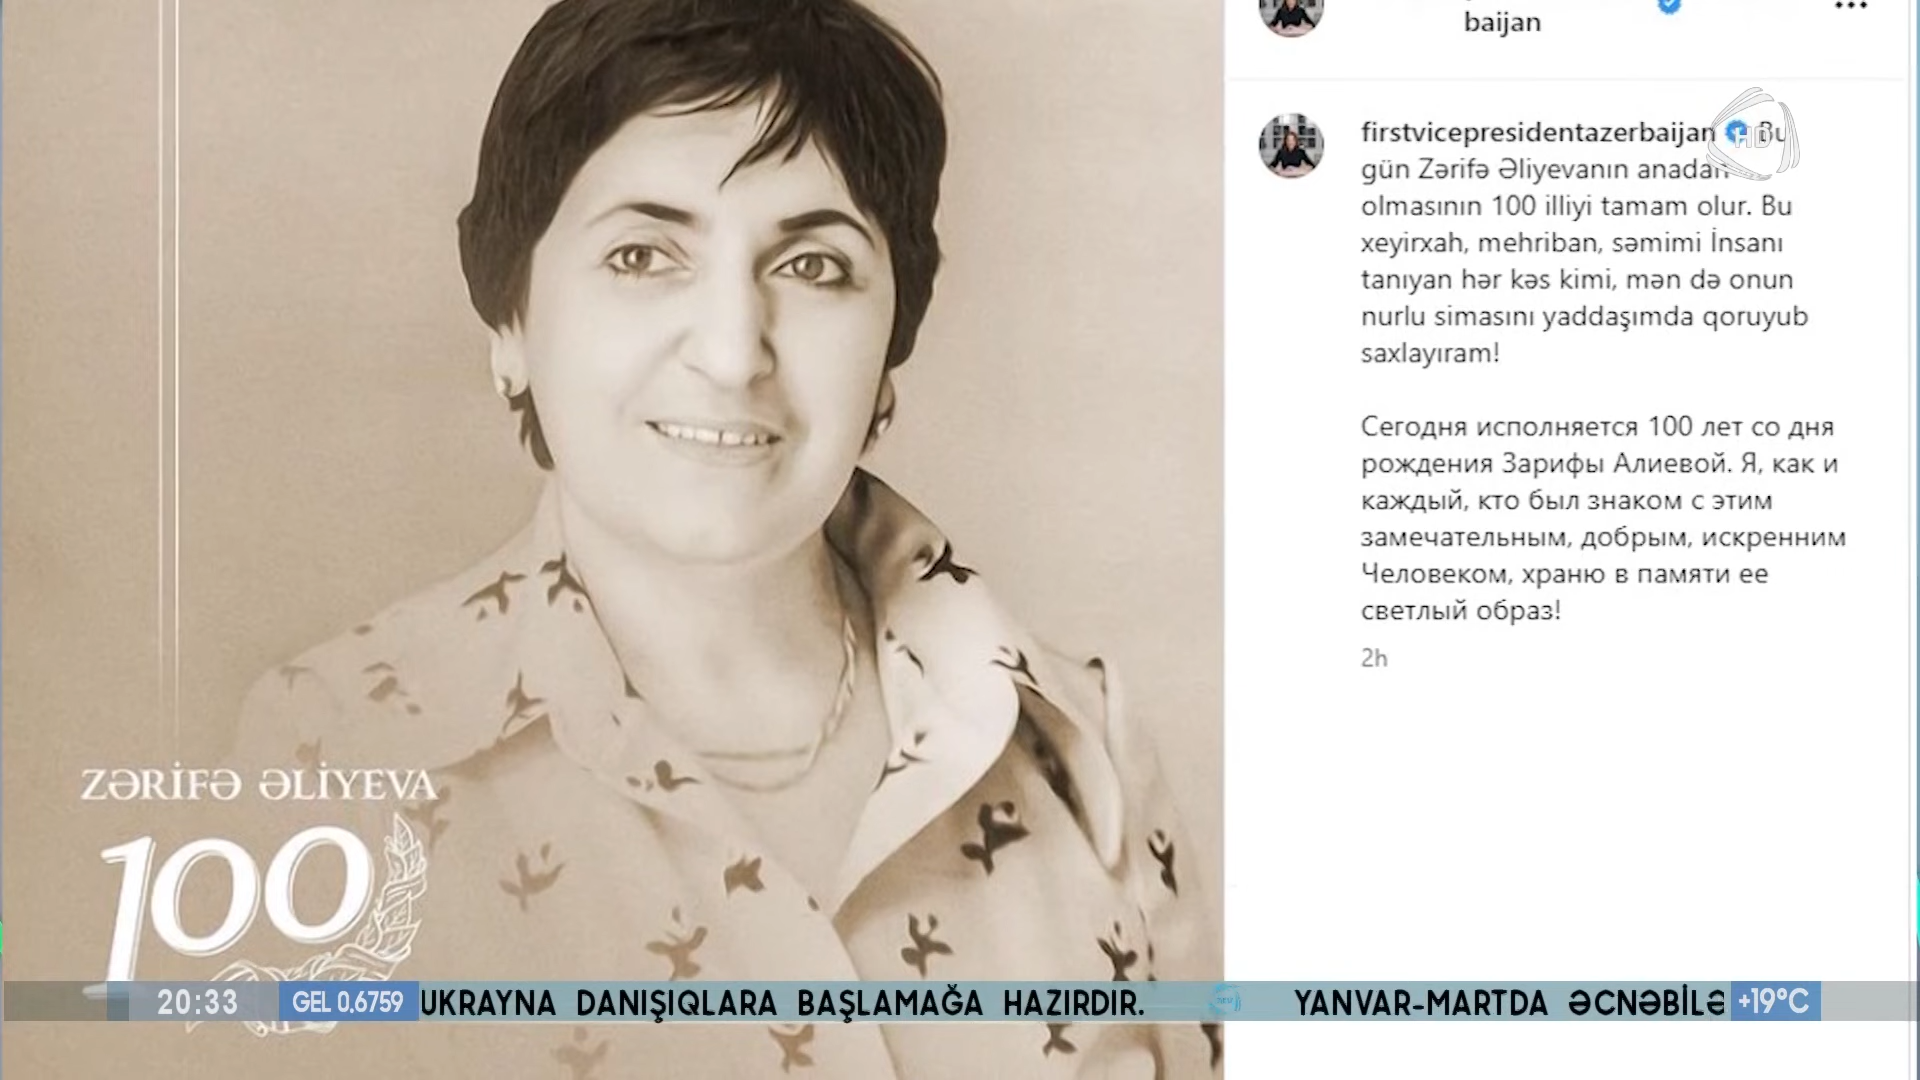 baijan
firstvicepresidentazerbaijan Bu
gün Zərifə Əliyevanın anadan
olmasının 100 illiyi tamam olur. Bu
xeyirxah, mehriban, səmimi İnsanı
tanıyan hər kəs kimi, mən də onun
nurlu simasını yaddaşımda qoruyub
saxlayıram!
Сегодня исполняется 100 лет со дня
рождения Зарифы Алиевой. Я, как и
каждый, кто был знаком с этим
замечательным, добрым, искренним
Человеком, храню в памяти ее
светлый образ!
2h
HD
ZƏRİFƏ ƏLİYEVA
100
20:33 GEL 0.6759 UKRAYNA DANIŞIQLARA BAŞLAMAĞA HAZIRDIR. YANVAR-MARTDA ƏCNƏBİLƏ +19°C